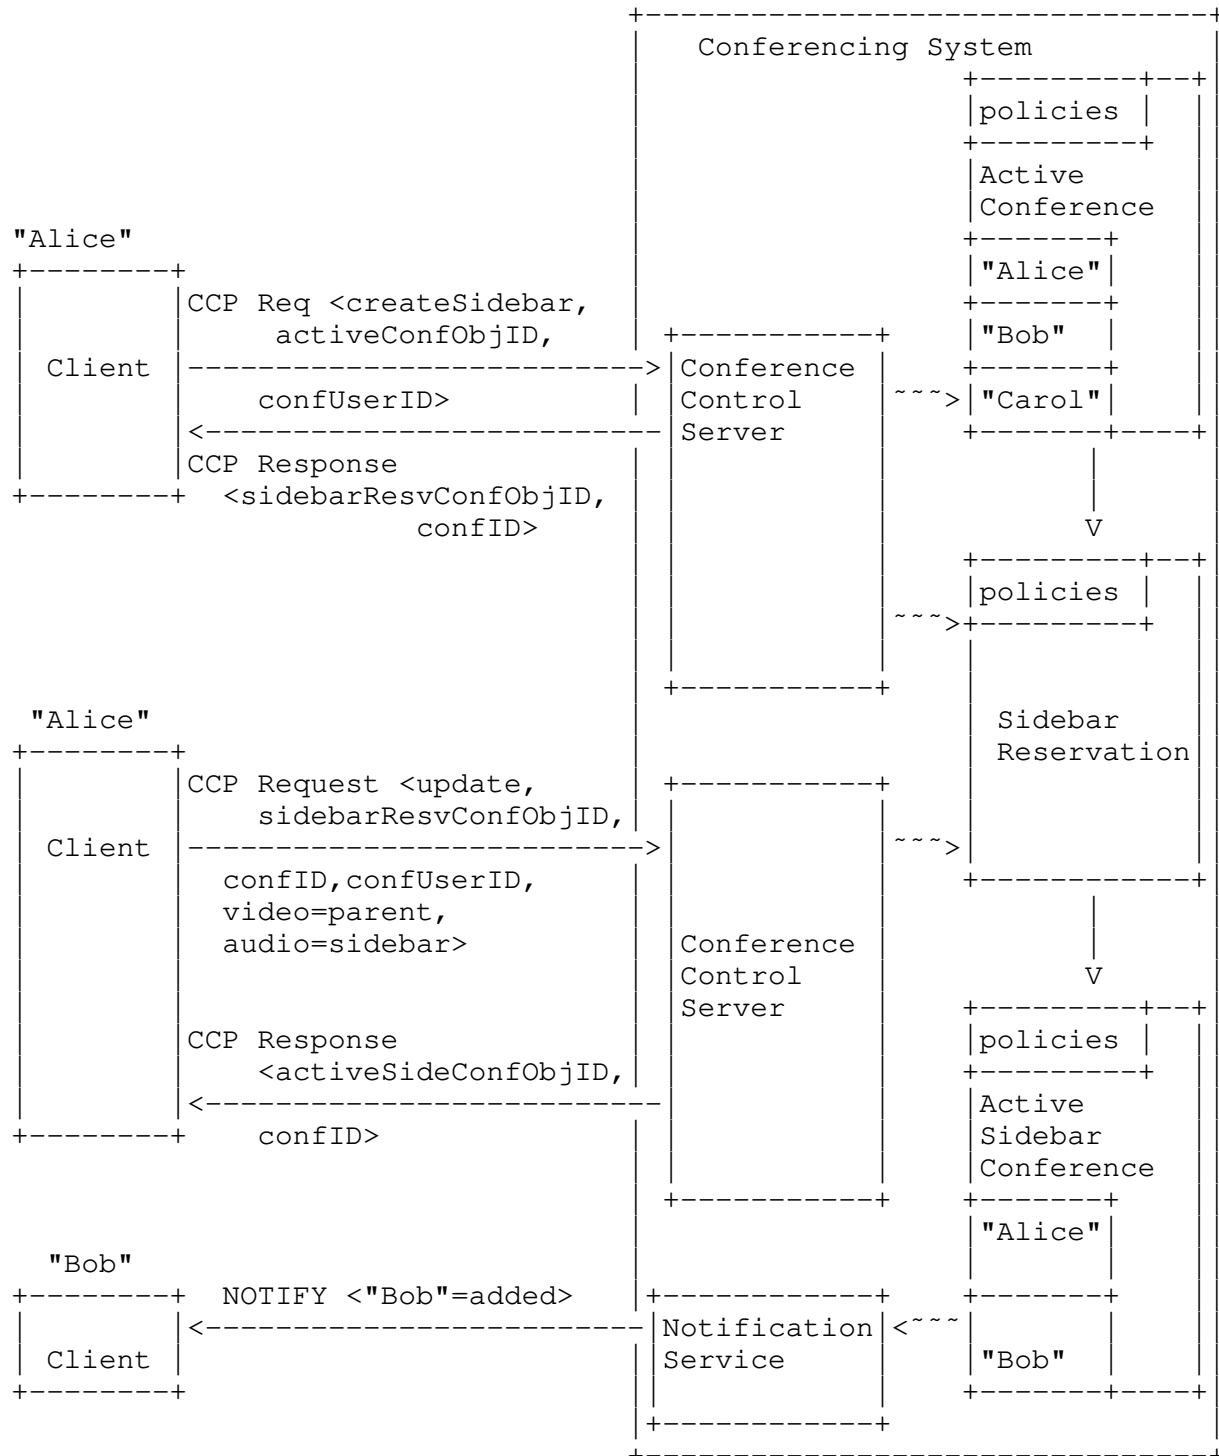 Conferencing System
policies
Active
Conference
"Alice"
"Alice"
CCP Req <createSidebar,
activeConfObjID,
"Bob"
Client
Conference
confUserID>
Control
"Carol"
Server
CCP Response
<sidebarResvConfObjID,
confID>
policies
"Alice"
Sidebar
Reservation
CCP Request <update,
sidebarResvConfObjID,
Client
confID,confUserID,
video=parent,
audio=sidebar>
Conference
Control
Server
CCP Response
policies
<activeSideConfObjID,
Active
confID>
Sidebar
Conference
"Alice"
"Bob"
NOTIFY <"Bob"=added>
Notification
Client
Service
"Bob"